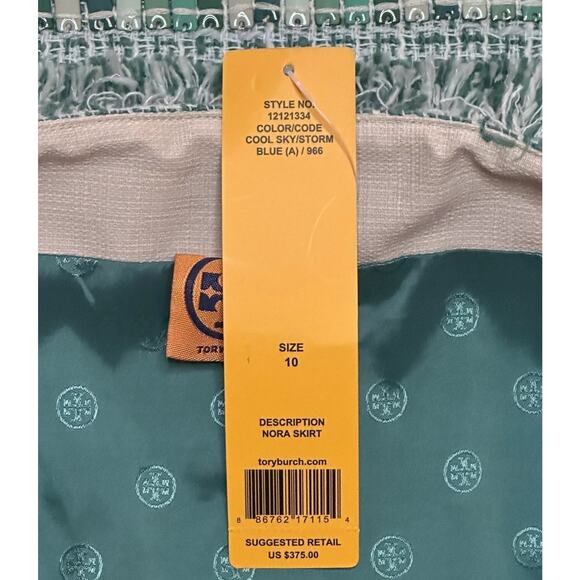 STYLE NO.
12121334
COLOR/CODE
COOL SKY/STORM
BLUE (A) / 966
SIZE
10
TORY
DESCRIPTION
NORA SKIRT
toryburch.com
8 86762 17115 4
SUGGESTED RETAIL
US $375.00